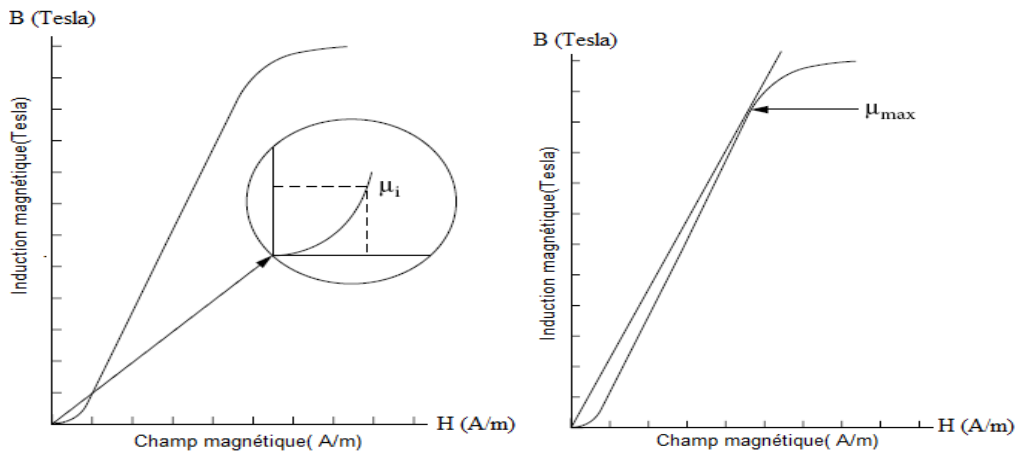 B (Tesla)
Induction magnétique(Tesla)
μi
H (A/m)
Champ magnétique( A/m)
B (Tesla)
μmax
Induction magnétique(Tesla)
H (A/m)
Champ magnétique( A/m)